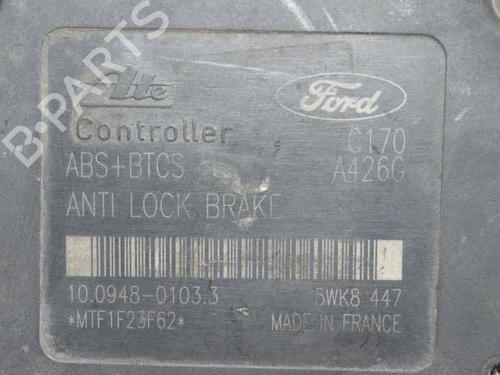 B-PARTS
Ate
Ford
Controller C170
ABS+BTCS A426G
ANTI LOCK BRAKE
10.0948-0103.3 5WK8 447
*MTF1F23F62* MADE IN FRANCE